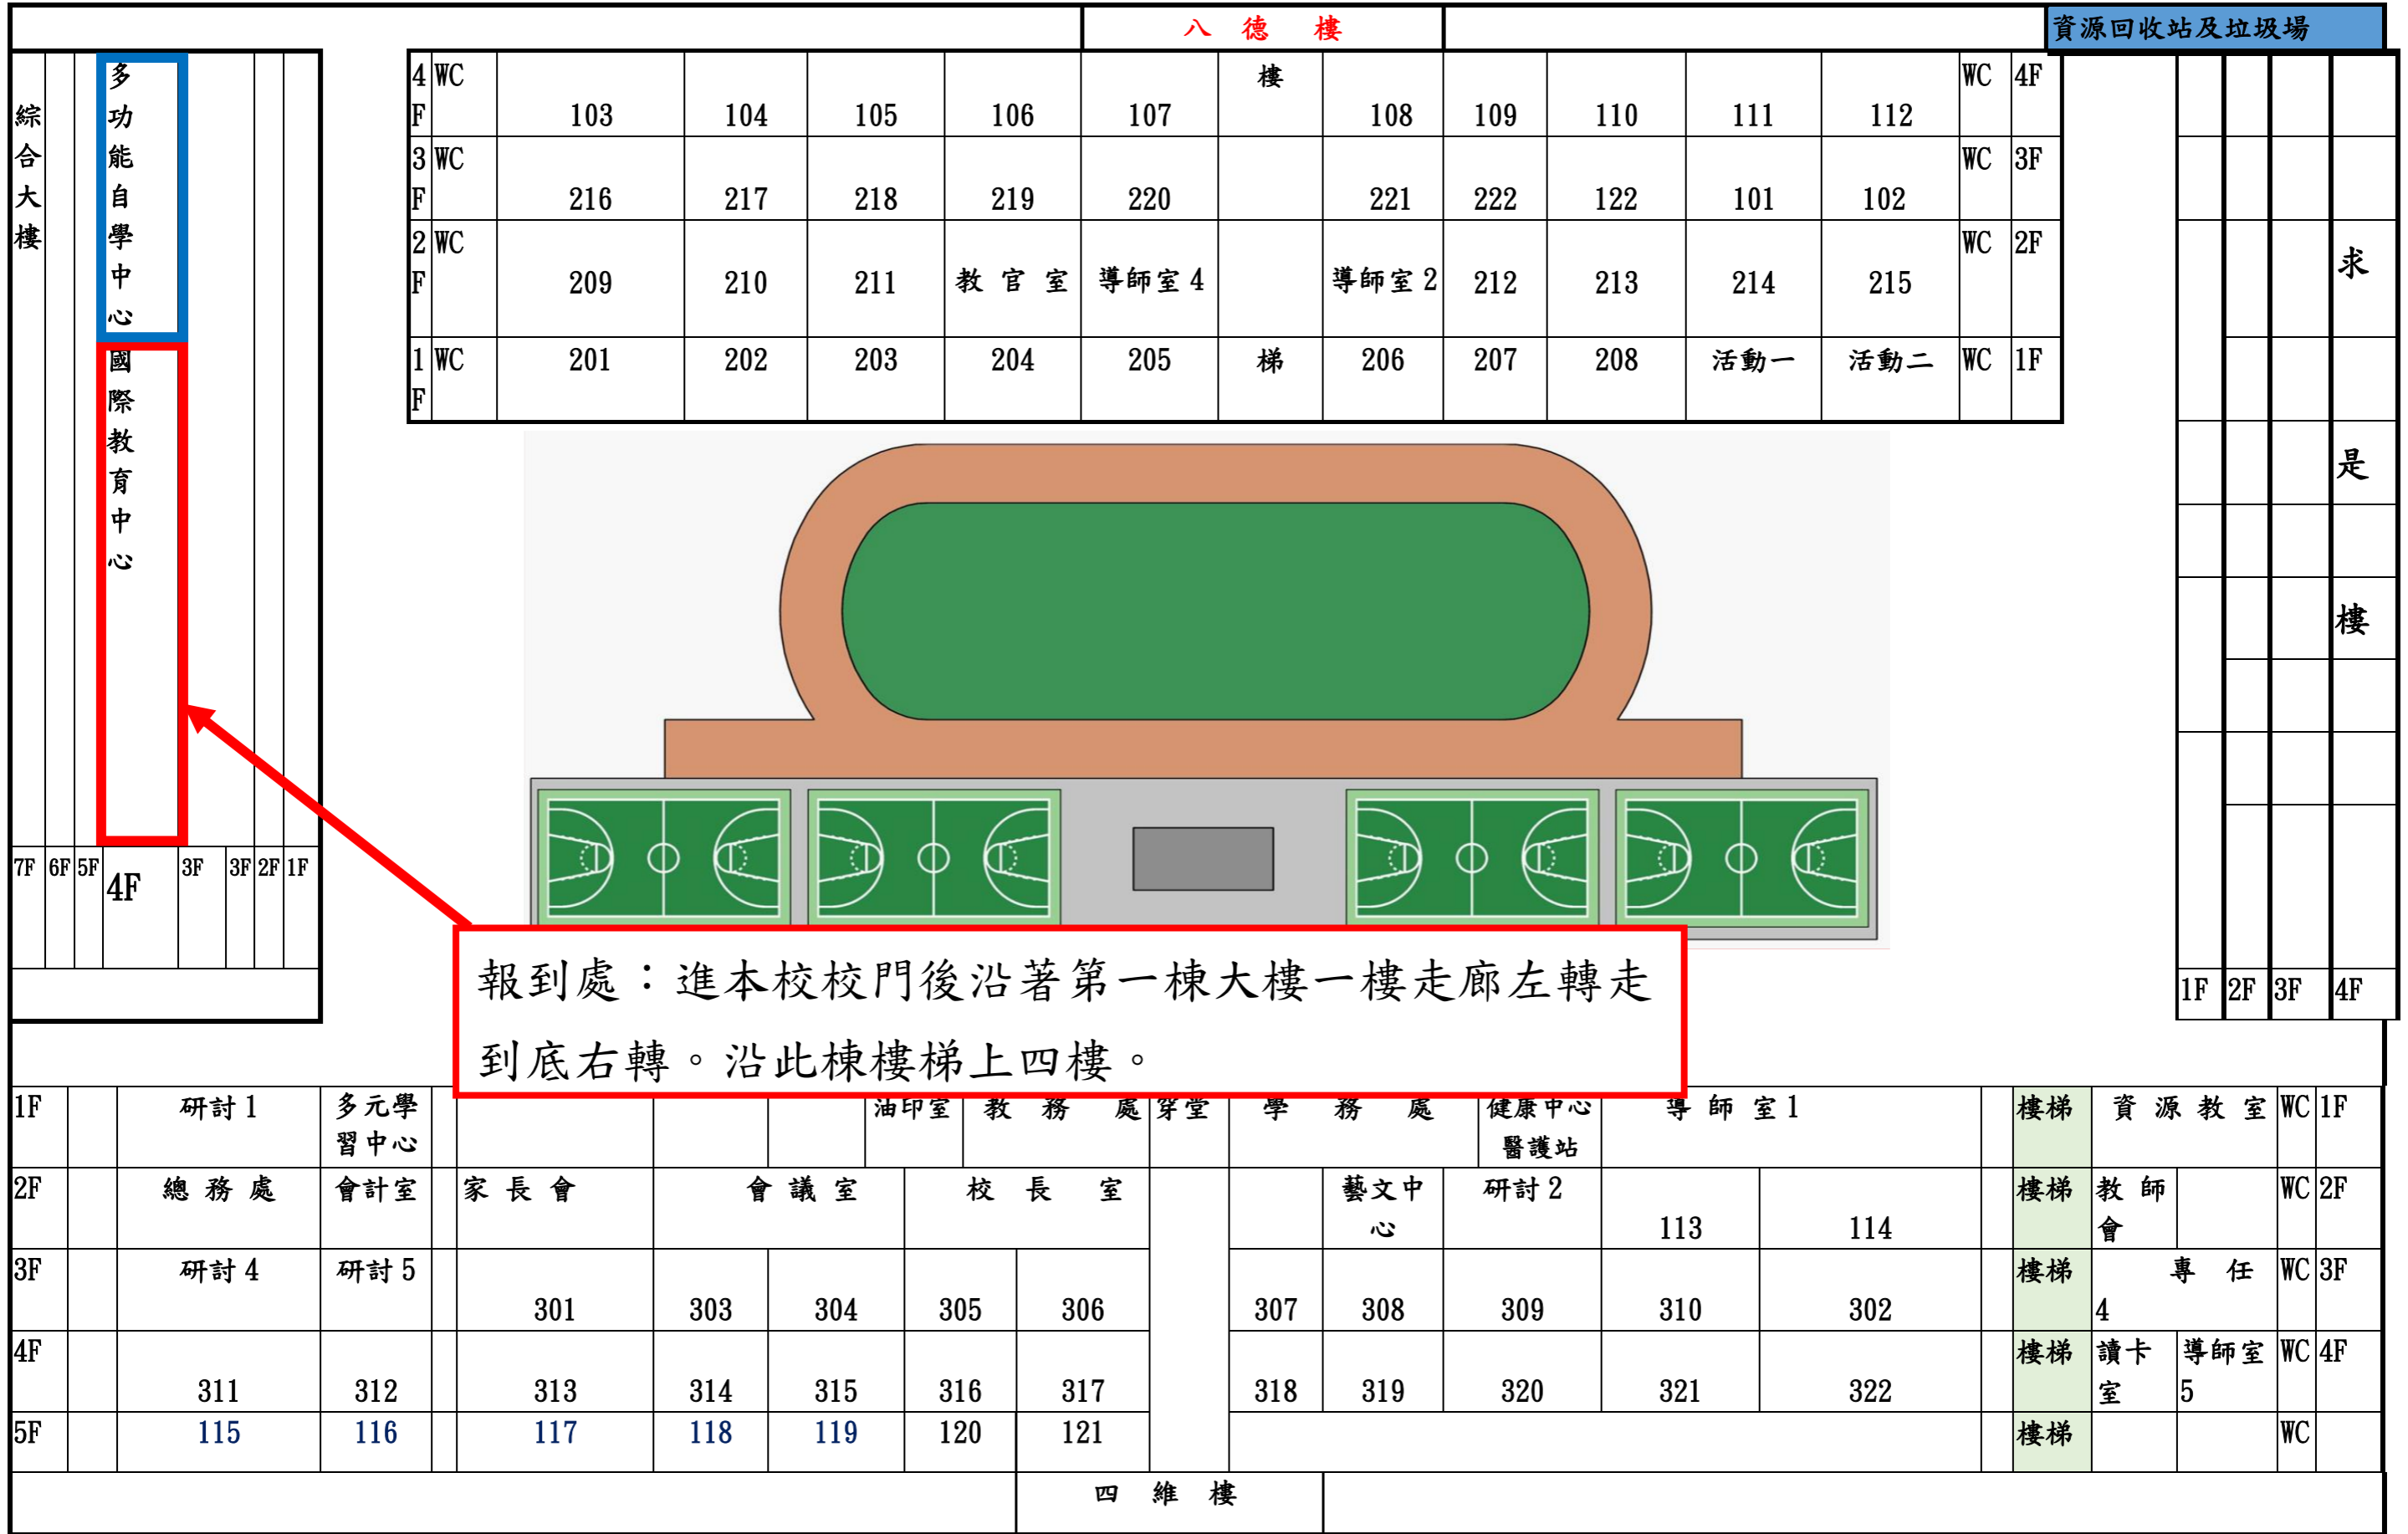 八 德 樓
資源回收站及垃圾場
綜合大樓
多功能自學中心
國際教育中心
7F 6F 5F 4F 3F 3F 2F 1F
4F WC 103 104 105 106 107 樓 108 109 110 111 112 WC 4F
3F WC 216 217 218 219 220 221 222 122 101 102 WC 3F
2F WC 209 210 211 教官室 導師室4 導師室2 212 213 214 215 WC 2F
1F WC 201 202 203 204 205 梯 206 207 208 活動一 活動二 WC 1F
求是樓
1F 2F 3F 4F
報到處：進本校校門後沿著第一棟大樓一樓走廊左轉走
到底右轉。沿此棟樓梯上四樓。
1F 研討1 多元學習中心 油印室 教務處 穿堂 學務處 健康中心醫護站 導師室1 樓梯 資源教室 WC 1F
2F 總務處 會計室 家長會 會議室 校長室 藝文中心 研討2 113 114 樓梯 教師會 WC 2F
3F 研討4 研討5 301 303 304 305 306 307 308 309 310 302 樓梯 專任4 WC 3F
4F 311 312 313 314 315 316 317 318 319 320 321 322 樓梯 讀卡室 導師室5 WC 4F
5F 115 116 117 118 119 120 121 樓梯 WC
四 維 樓